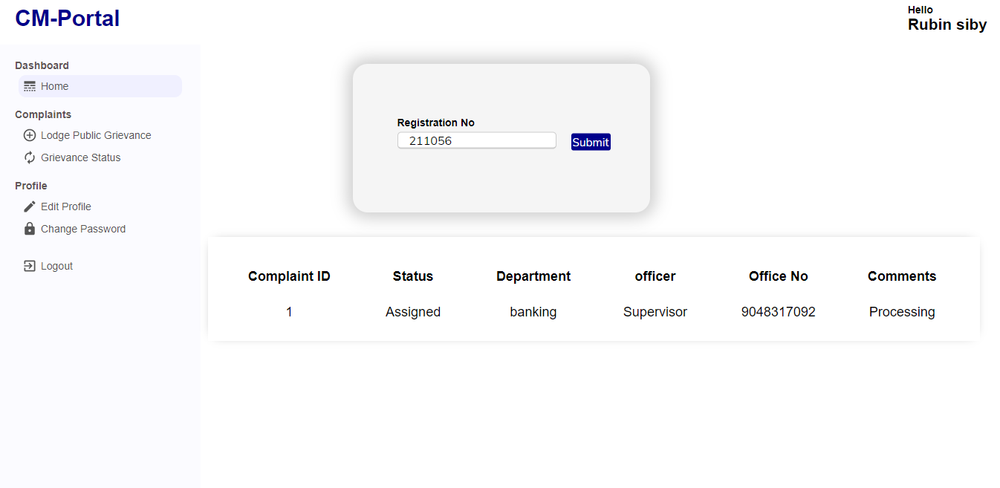 CM-Portal
Hello
Rubin siby
Dashboard
Home
Complaints
Lodge Public Grievance
Grievance Status
Profile
Edit Profile
Change Password
Logout
Registration No
211056 Submit
Complaint ID Status Department officer Office No Comments
1 Assigned banking Supervisor 9048317092 Processing